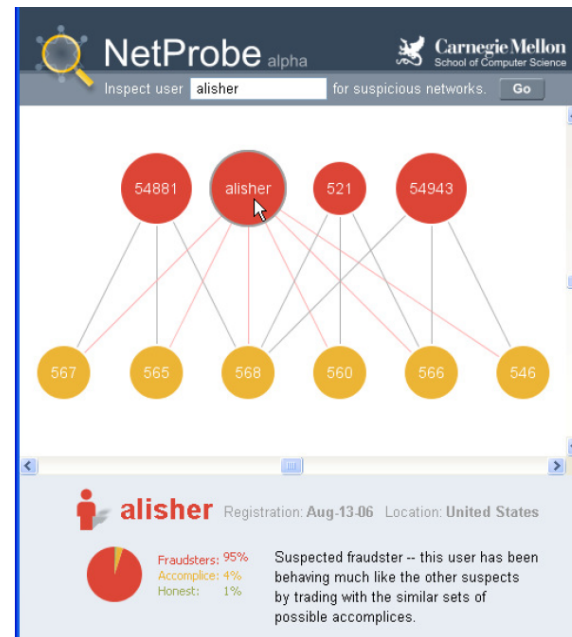 NetProbe alpha
Carnegie Mellon
School of Computer Science
Inspect user alisher for suspicious networks. Go
54881 alisher 521 54943
567 565 568 560 566 546
alisher Registration: Aug-13-06 Location: United States
Fraudsters: 95%
Accomplice: 4%
Honest: 1%
Suspected fraudster -- this user has been
behaving much like the other suspects
by trading with the similar sets of
possible accomplices.